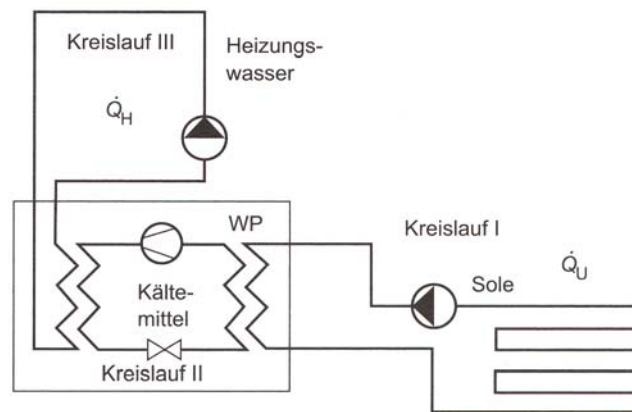 Kreislauf III
Heizungs-
wasser
Q̇H
WP
Kreislauf I
Kälte-
mittel
Sole
Q̇U
Kreislauf II